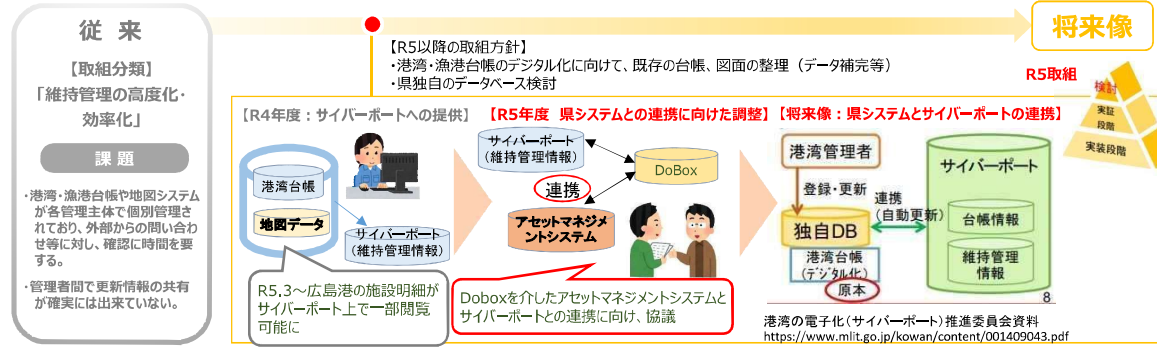 従 来
【取組分類】
「維持管理の高度化・
効率化」
課 題
・港湾・漁港台帳や地図システム
が各管理主体で個別管理さ
れており、外部からの問い合わ
せ等に対し、確認に時間を要
する。
・管理者間で更新情報の共有
が確実には出来ていない。
将来像
【R5以降の取組方針】
・港湾・漁港台帳のデジタル化に向けて、既存の台帳、図面の整理（データ補完等）
・県独自のデータベース検討
R5取組
検討
実証
段階
実装段階
【R4年度：サイバーポートへの提供】
港湾台帳
地図データ
サイバーポート
(維持管理情報)
R5,3～広島港の施設明細が
サイバーポート上で一部閲覧
可能に
【R5年度 県システムとの連携に向けた調整】
サイバーポート
(維持管理情報)
DoBox
連携
アセットマネジメ
ントシステム
Doboxを介したアセットマネジメントシステムと
サイバーポートとの連携に向け、協議
【将来像：県システムとサイバーポートの連携】
港湾管理者
登録・更新
独自DB
港湾台帳
(デジタル化)
原本
連携
(自動更新)
サイバーポート
台帳情報
維持管理
情報
8
港湾の電子化(サイバーポート)推進委員会資料
https://www.mlit.go.jp/kowan/content/001409043.pdf